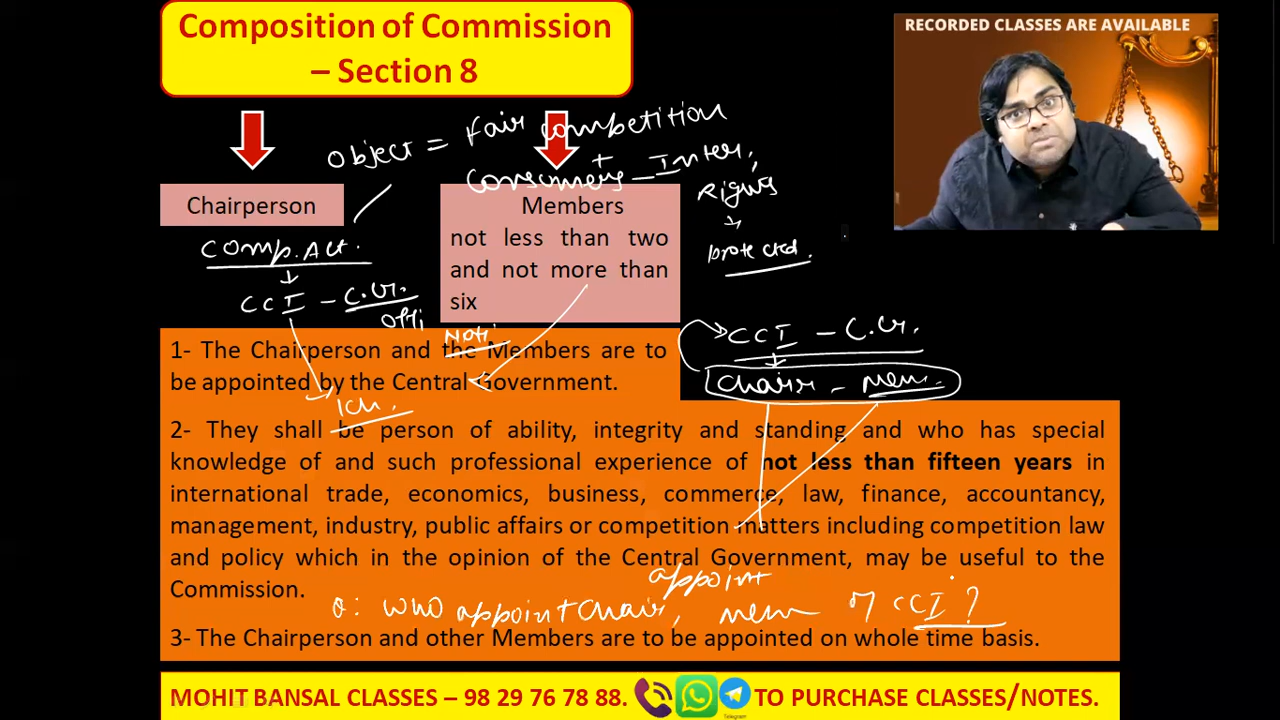 Composition of Commission
– Section 8
RECORDED CLASSES ARE AVAILABLE
Object = Fair competition
+
Consumers – Inter,
Rights
protected.
Chairperson
Comp. Act.
CCI – C.G.
Offi
Members
not less than two
and not more than
six
Noti
CCI – C.G.
Chair – Mem.
1- The Chairperson and the Members are to
be appointed by the Central Government.
1 Ch.
2- They shall be person of ability, integrity and standing and who has special
knowledge of and such professional experience of not less than fifteen years in
international trade, economics, business, commerce, law, finance, accountancy,
management, industry, public affairs or competition matters including competition law
and policy which in the opinion of the Central Government, may be useful to the
Commission.
appoint
Q: who appoint Chair, mem of CCI ?
3- The Chairperson and other Members are to be appointed on whole time basis.
MOHIT BANSAL CLASSES – 98 29 76 78 88. TO PURCHASE CLASSES/NOTES.
Telegram